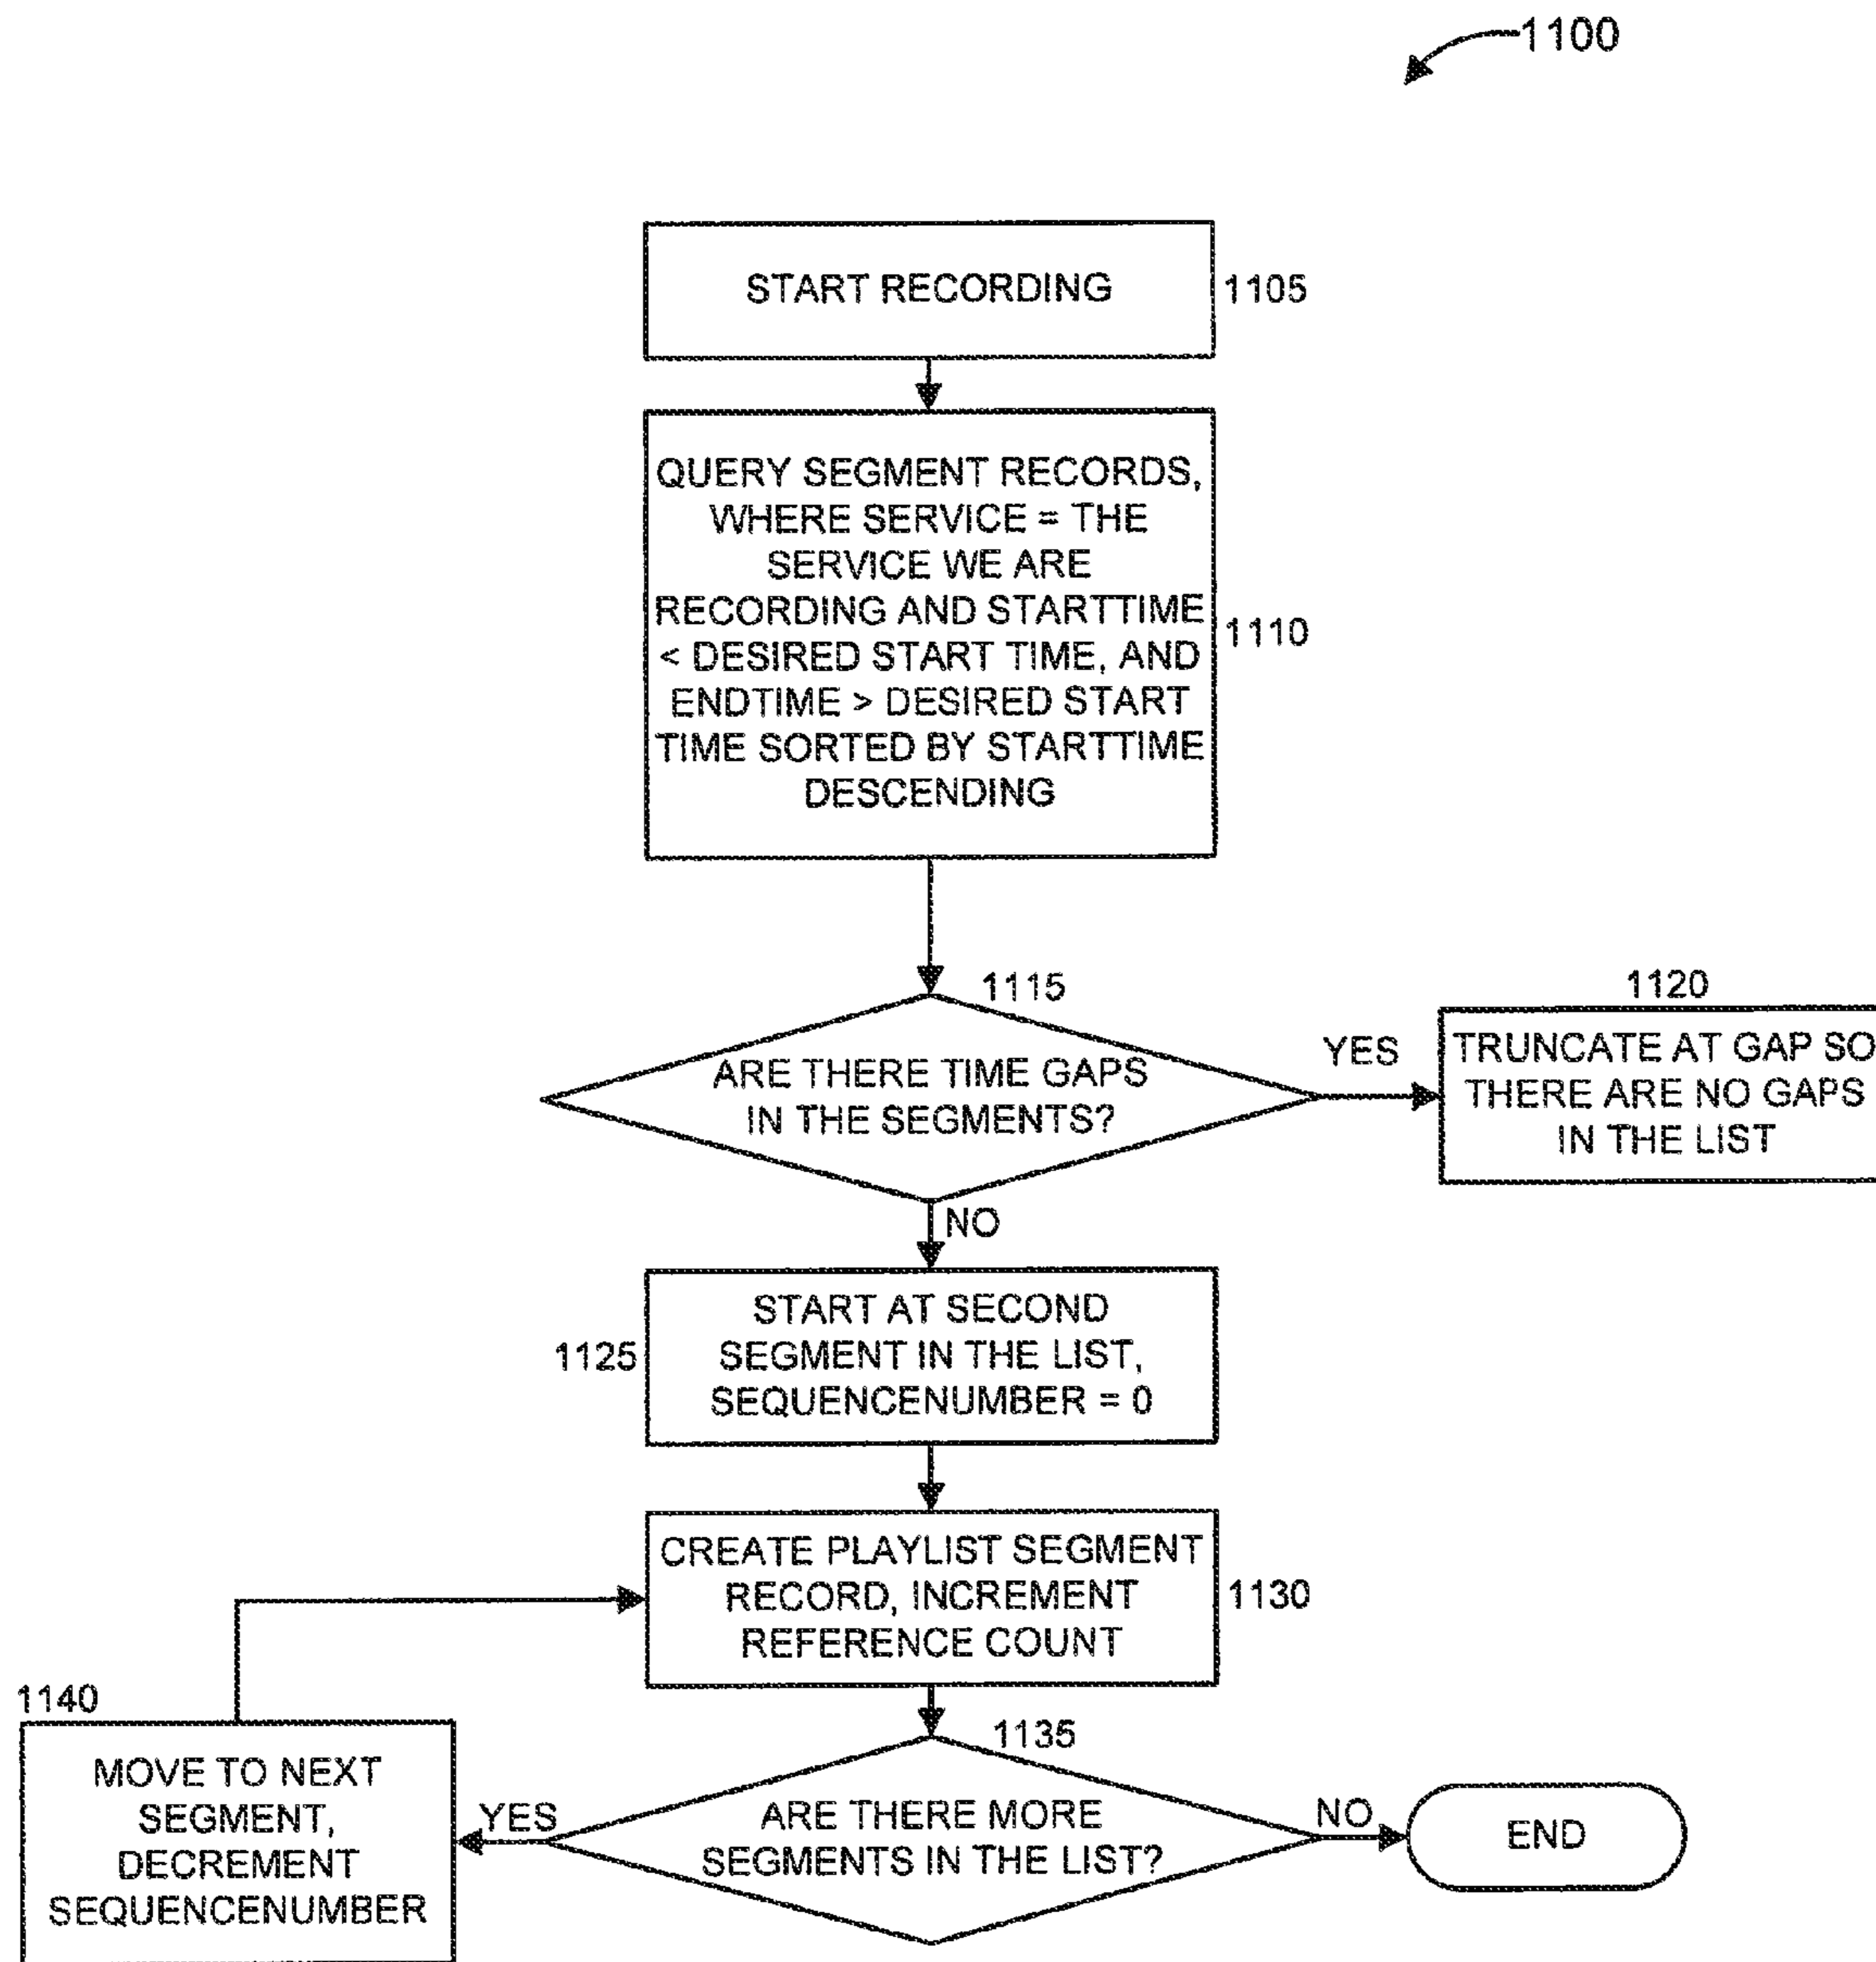 1100
START RECORDING
1105
QUERY SEGMENT RECORDS,
WHERE SERVICE = THE
SERVICE WE ARE
RECORDING AND STARTTIME
< DESIRED START TIME, AND
ENDTIME > DESIRED START
TIME SORTED BY STARTTIME
DESCENDING
1110
1115
ARE THERE TIME GAPS
IN THE SEGMENTS?
YES
1120
TRUNCATE AT GAP SO
THERE ARE NO GAPS
IN THE LIST
NO
1125
START AT SECOND
SEGMENT IN THE LIST,
SEQUENCENUMBER = 0
CREATE PLAYLIST SEGMENT
RECORD, INCREMENT
REFERENCE COUNT
1130
1135
ARE THERE MORE
SEGMENTS IN THE LIST?
YES
1140
MOVE TO NEXT
SEGMENT,
DECREMENT
SEQUENCENUMBER
NO
END